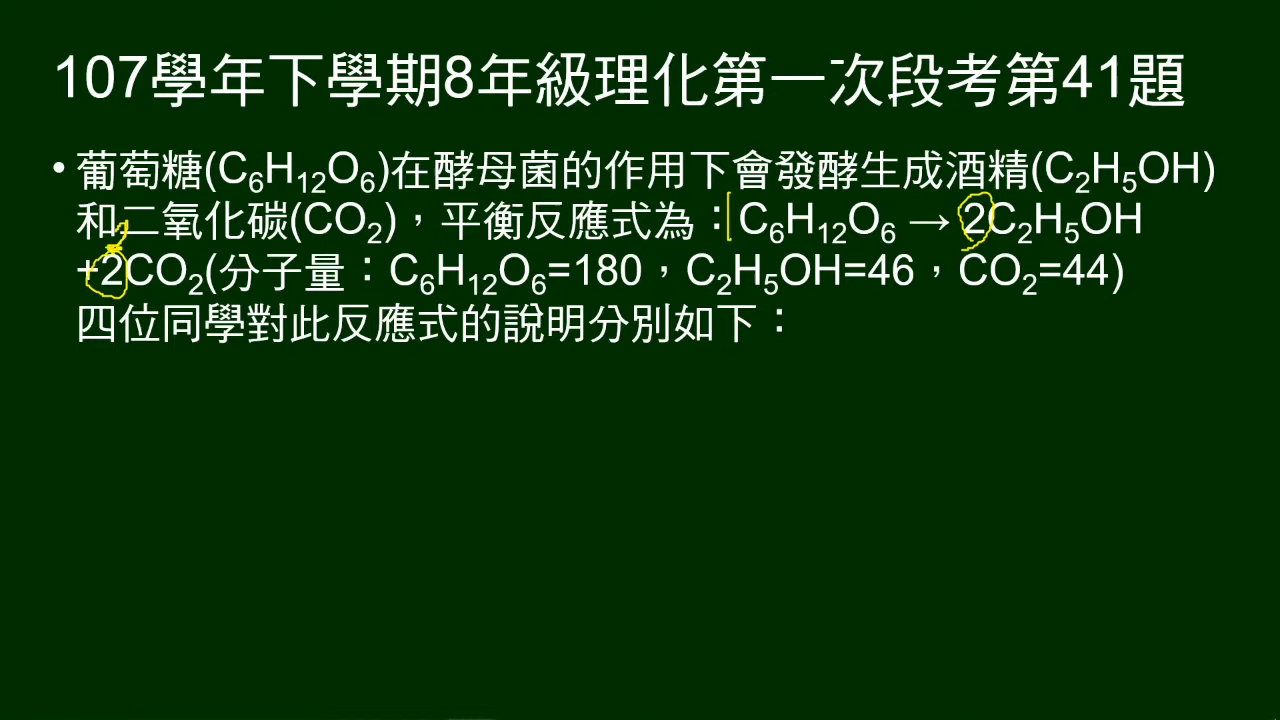 107學年下學期8年級理化第一次段考第41題
• 葡萄糖(C₆H₁₂O₆)在酵母菌的作用下會發酵生成酒精(C₂H₅OH)
和二氧化碳(CO₂)，平衡反應式為：C₆H₁₂O₆ → 2C₂H₅OH
+2CO₂(分子量：C₆H₁₂O₆=180，C₂H₅OH=46，CO₂=44)
四位同學對此反應式的說明分別如下：